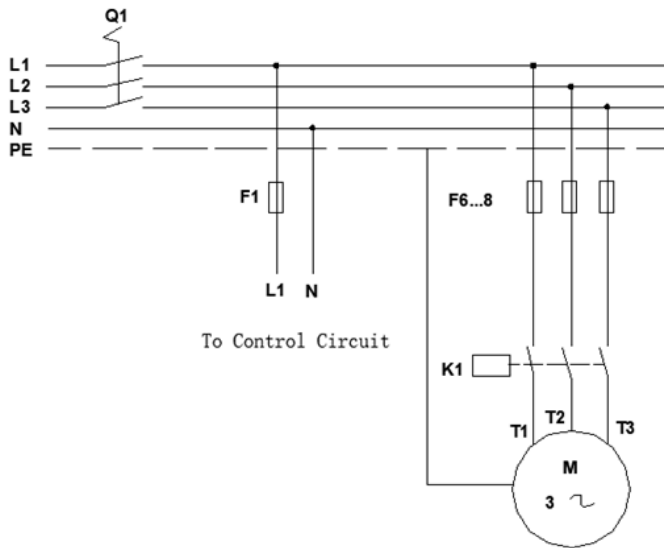 Q1
L1
L2
L3
N
PE
F1
F6...8
L1 N
To Control Circuit
K1
T1 T2 T3
M
3 ~